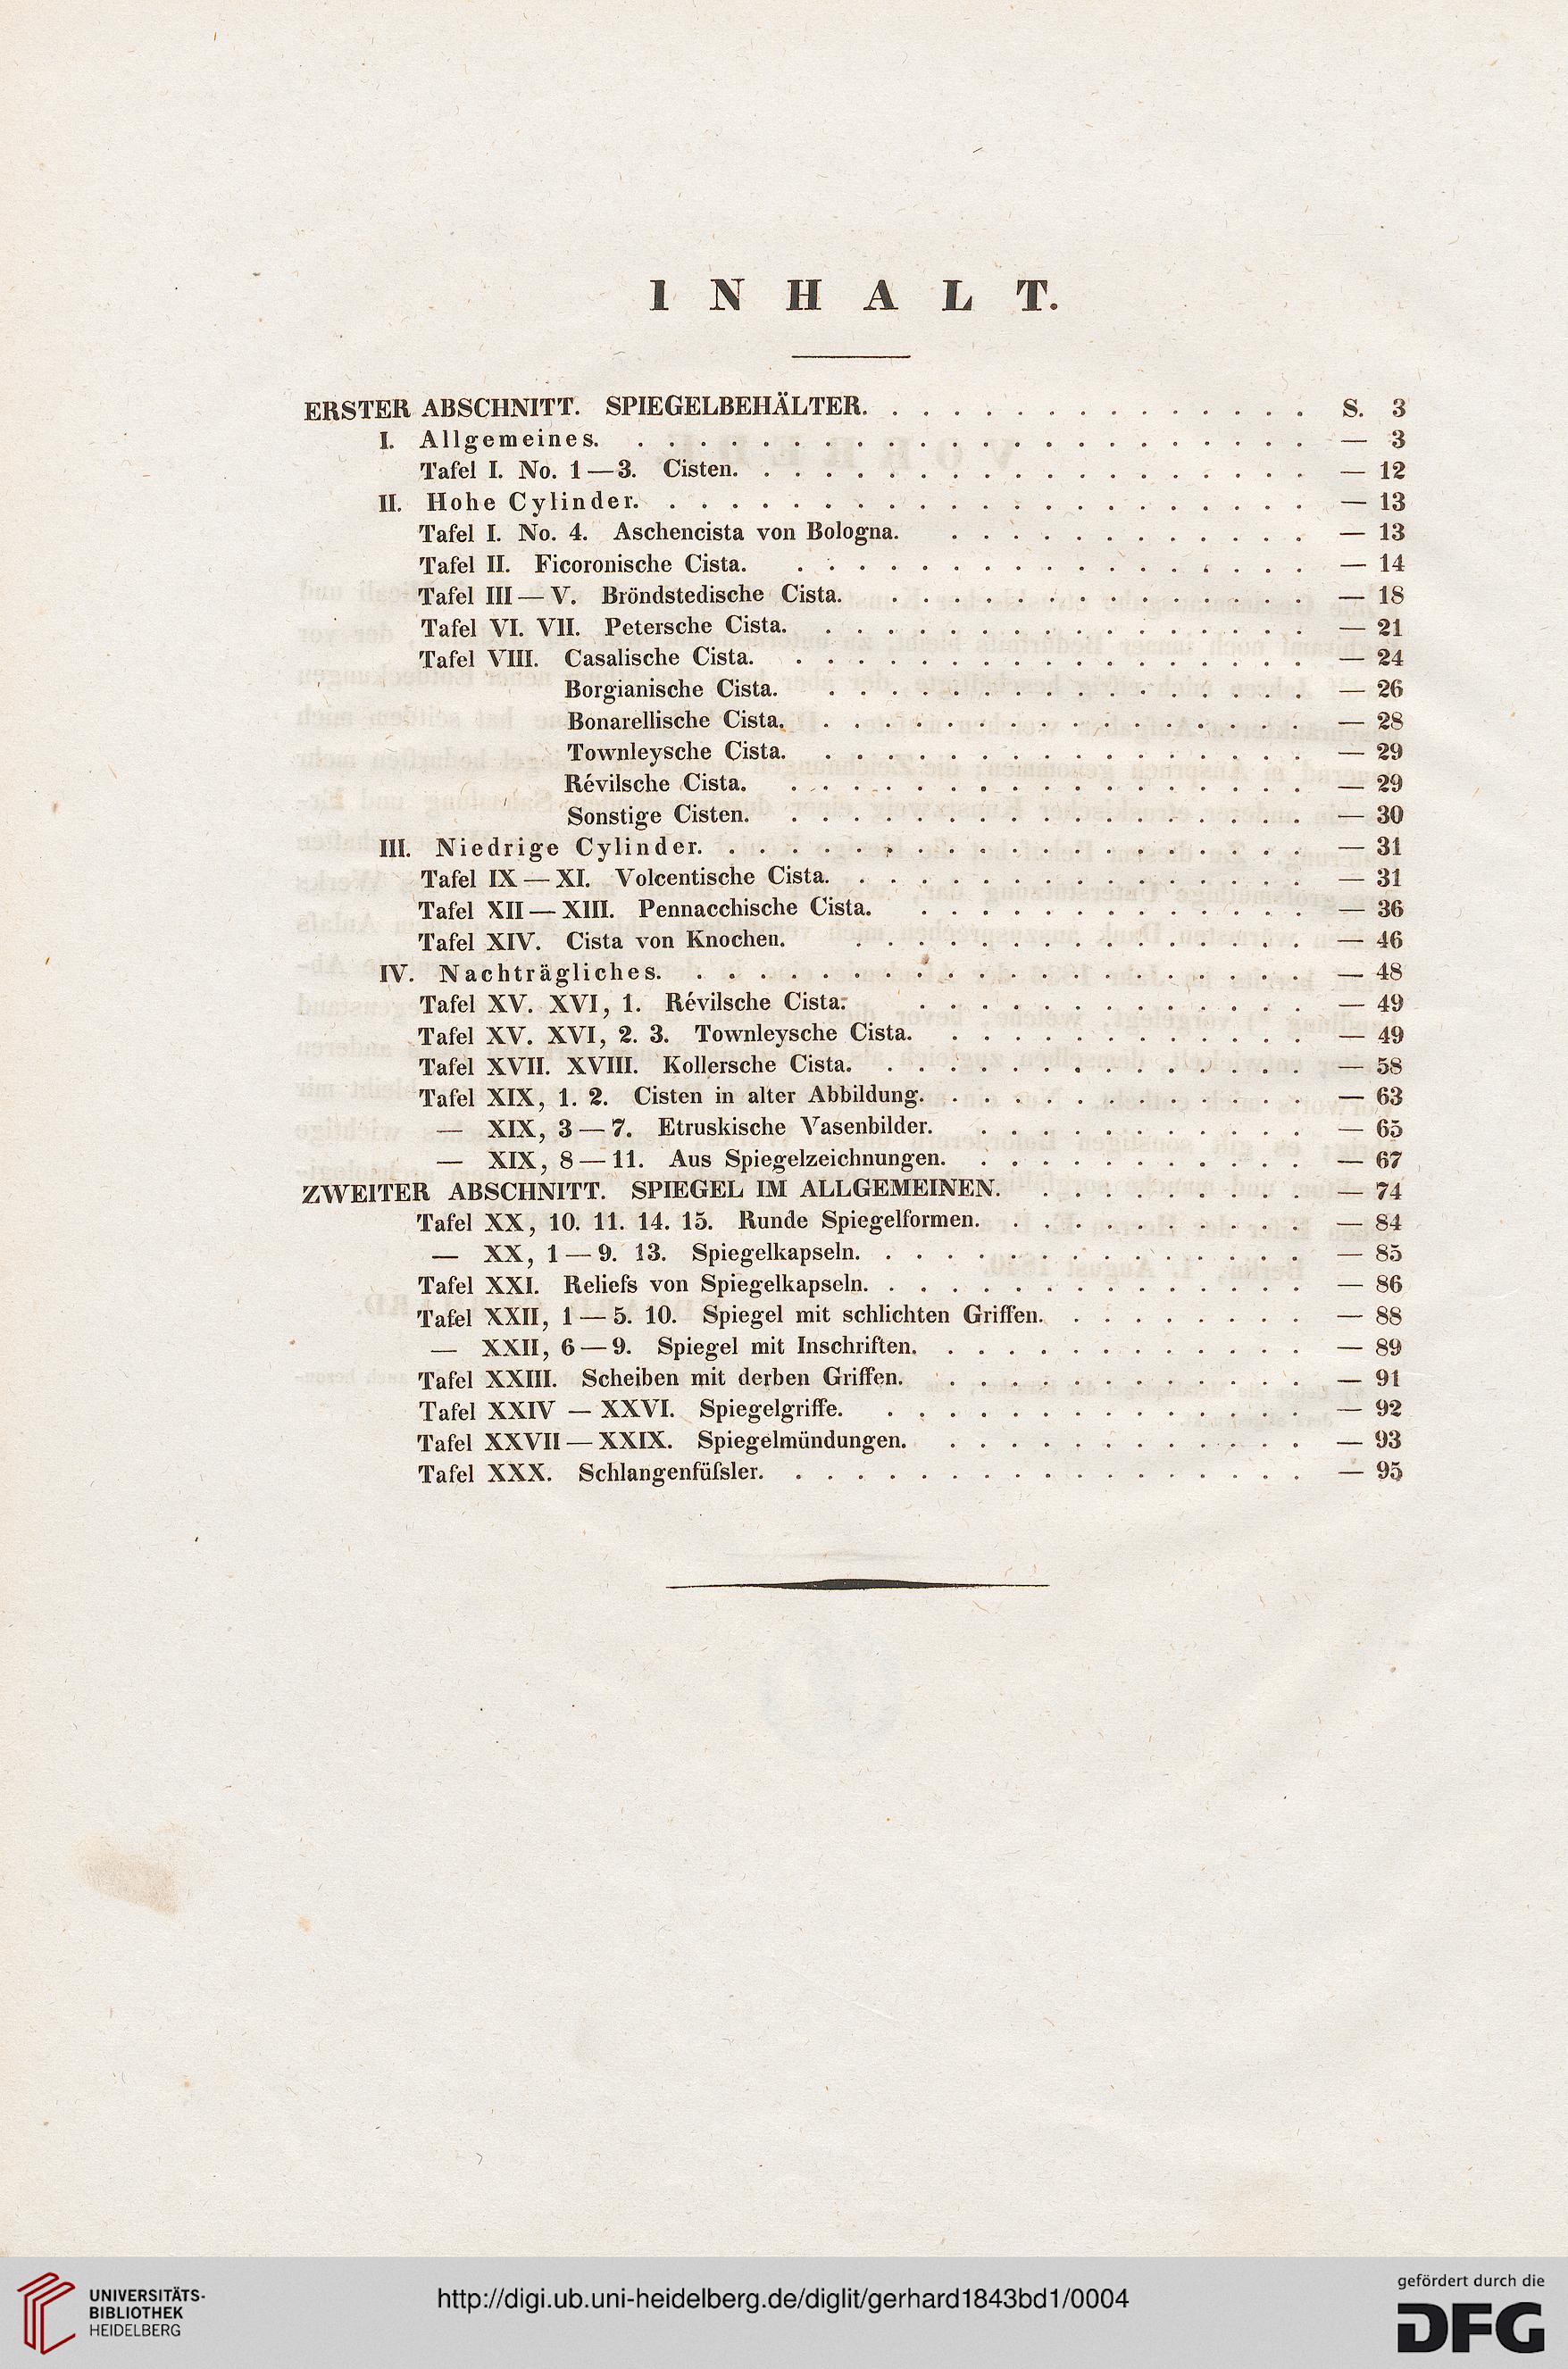 INHALT.
ERSTER ABSCHNITT. SPIEGELBEHÄLTER. . . . . . . . . . . . . . . S. 3
I. Allgemeines. . . . . . . . . . . . . . . . . . . . . . . — 3
Tafel I. No. 1—3. Cisten. . . . . . . . . . . . . . . . . . . — 12
II. Hohe Cylinder. . . . . . . . . . . . . . . . . . . . . . — 13
Tafel I. No. 4. Aschencista von Bologna. . . . . . . . . . . . . — 13
Tafel II. Ficoronische Cista. . . . . . . . . . . . . . . . . . — 14
Tafel III—V. Bröndstedische Cista. . . . . . . . . . . . . . . — 18
Tafel VI. VII. Petersche Cista. . . . . . . . . . . . . . . . . — 21
Tafel VIII. Casalische Cista. . . . . . . . . . . . . . . . . . — 24
Borgianische Cista. . . . . . . . . . . . . . . . . — 26
Bonarellische Cista. . . . . . . . . . . . . . . . . — 28
Townleysche Cista. . . . . . . . . . . . . . . . . — 29
Révilsche Cista. . . . . . . . . . . . . . . . . . — 29
Sonstige Cisten. . . . . . . . . . . . . . . . . . — 30
III. Niedrige Cylinder. . . . . . . . . . . . . . . . . . . . — 31
Tafel IX—XI. Volcentische Cista. . . . . . . . . . . . . . . . — 31
Tafel XII—XIII. Pennacchische Cista. . . . . . . . . . . . . . — 36
Tafel XIV. Cista von Knochen. . . . . . . . . . . . . . . . — 46
IV. Nachträgliches. . . . . . . . . . . . . . . . . . . . . — 48
Tafel XV. XVI, 1. Révilsche Cista. . . . . . . . . . . . . . — 49
Tafel XV. XVI, 2. 3. Townleysche Cista. . . . . . . . . . . . . — 49
Tafel XVII. XVIII. Kollersche Cista. . . . . . . . . . . . . . . — 58
Tafel XIX, 1. 2. Cisten in alter Abbildung. . . . . . . . . . . . . — 63
— XIX, 3—7. Etruskische Vasenbilder. . . . . . . . . . . . — 65
— XIX, 8—11. Aus Spiegelzeichnungen. . . . . . . . . . . . — 67
ZWEITER ABSCHNITT. SPIEGEL IM ALLGEMEINEN. . . . . . . . . . — 74
Tafel XX, 10. 11. 14. 15. Runde Spiegelformen. . . . . . . . . . . — 84
— XX, 1—9. 13. Spiegelkapseln. . . . . . . . . . . . . . . — 85
Tafel XXI. Reliefs von Spiegelkapseln. . . . . . . . . . . . . . . — 86
Tafel XXII, 1—5. 10. Spiegel mit schlichten Griffen. . . . . . . . . — 88
— XXII, 6—9. Spiegel mit Inschriften. . . . . . . . . . . . . — 89
Tafel XXIII. Scheiben mit derben Griffen. . . . . . . . . . . . . — 91
Tafel XXIV — XXVI. Spiegelgriffe. . . . . . . . . . . . . . . — 92
Tafel XXVII—XXIX. Spiegelmündungen. . . . . . . . . . . . . — 93
Tafel XXX. Schlangenfüſsler. . . . . . . . . . . . . . . . . . — 95
UNIVERSITÄTS-
BIBLIOTHEK
HEIDELBERG
http://digi.ub.uni-heidelberg.de/diglit/gerhard1843bd1/0004
gefördert durch die
DFG